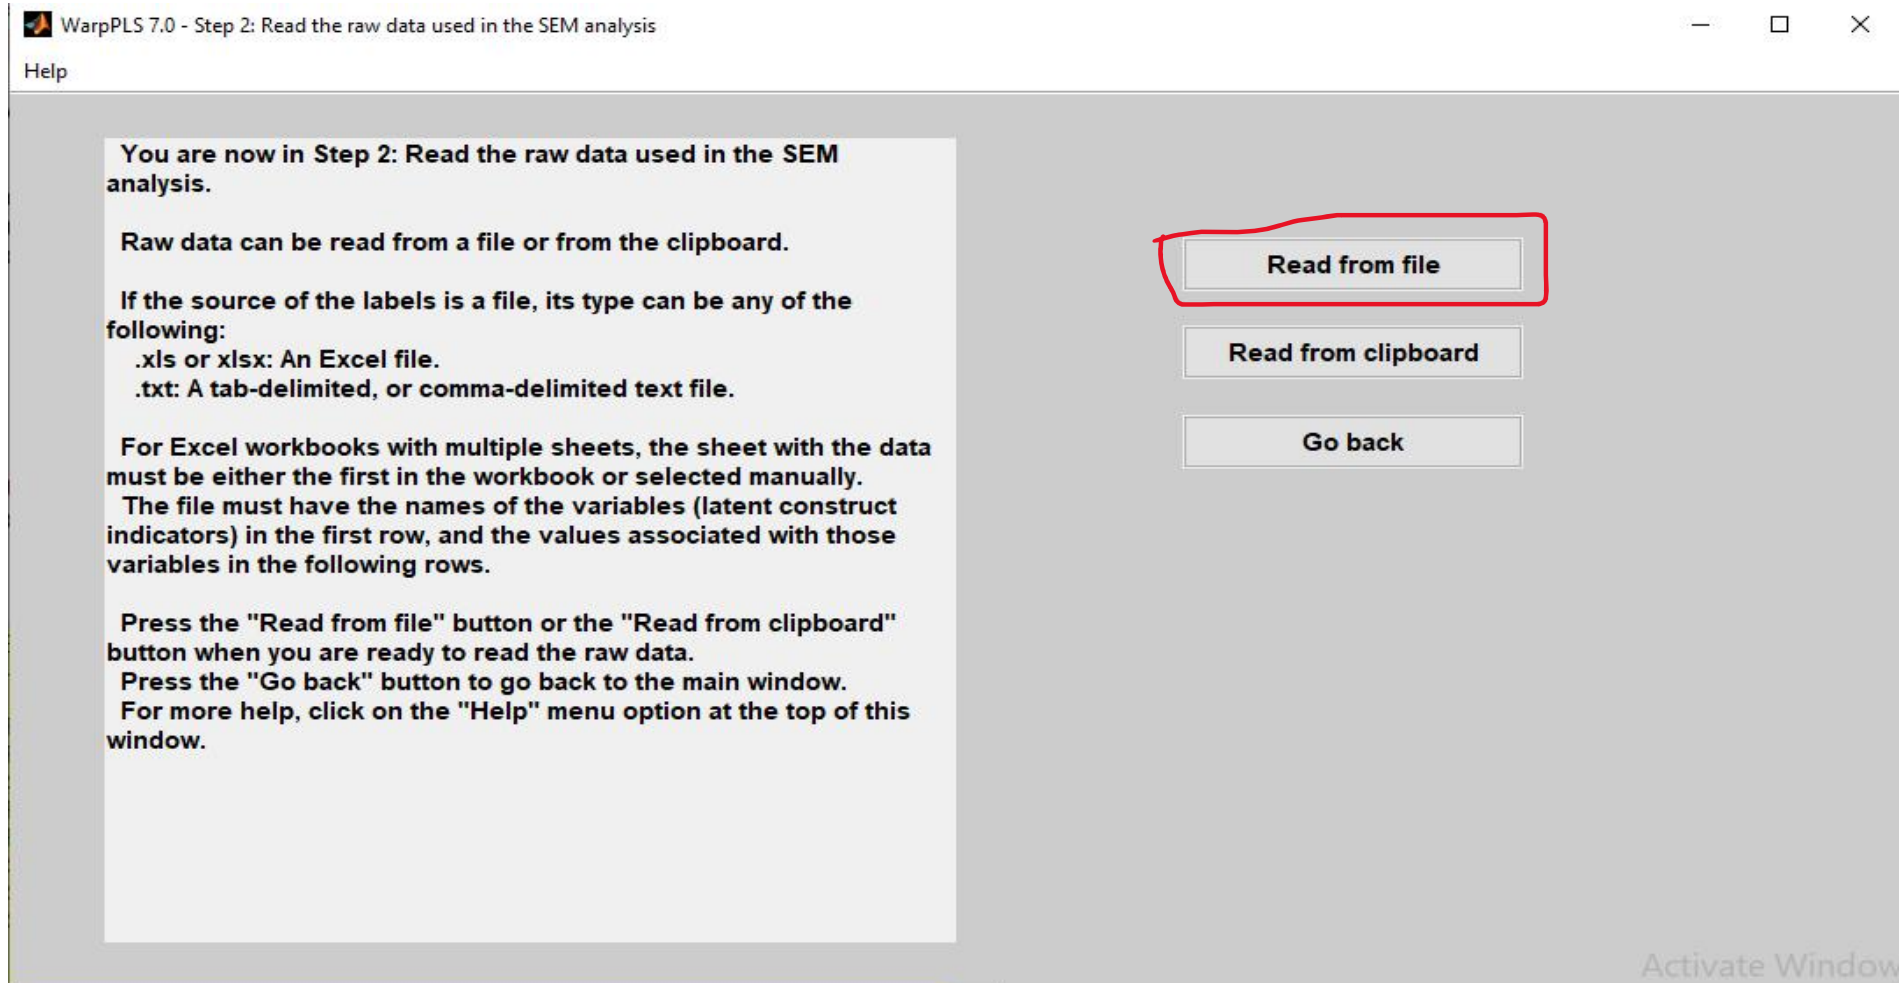 WarpPLS 7.0 - Step 2: Read the raw data used in the SEM analysis
Help
You are now in Step 2: Read the raw data used in the SEM
analysis.
Raw data can be read from a file or from the clipboard.
If the source of the labels is a file, its type can be any of the
following:
.xls or xlsx: An Excel file.
.txt: A tab-delimited, or comma-delimited text file.
For Excel workbooks with multiple sheets, the sheet with the data
must be either the first in the workbook or selected manually.
The file must have the names of the variables (latent construct
indicators) in the first row, and the values associated with those
variables in the following rows.
Press the "Read from file" button or the "Read from clipboard"
button when you are ready to read the raw data.
Press the "Go back" button to go back to the main window.
For more help, click on the "Help" menu option at the top of this
window.
Read from file
Read from clipboard
Go back
Activate Window